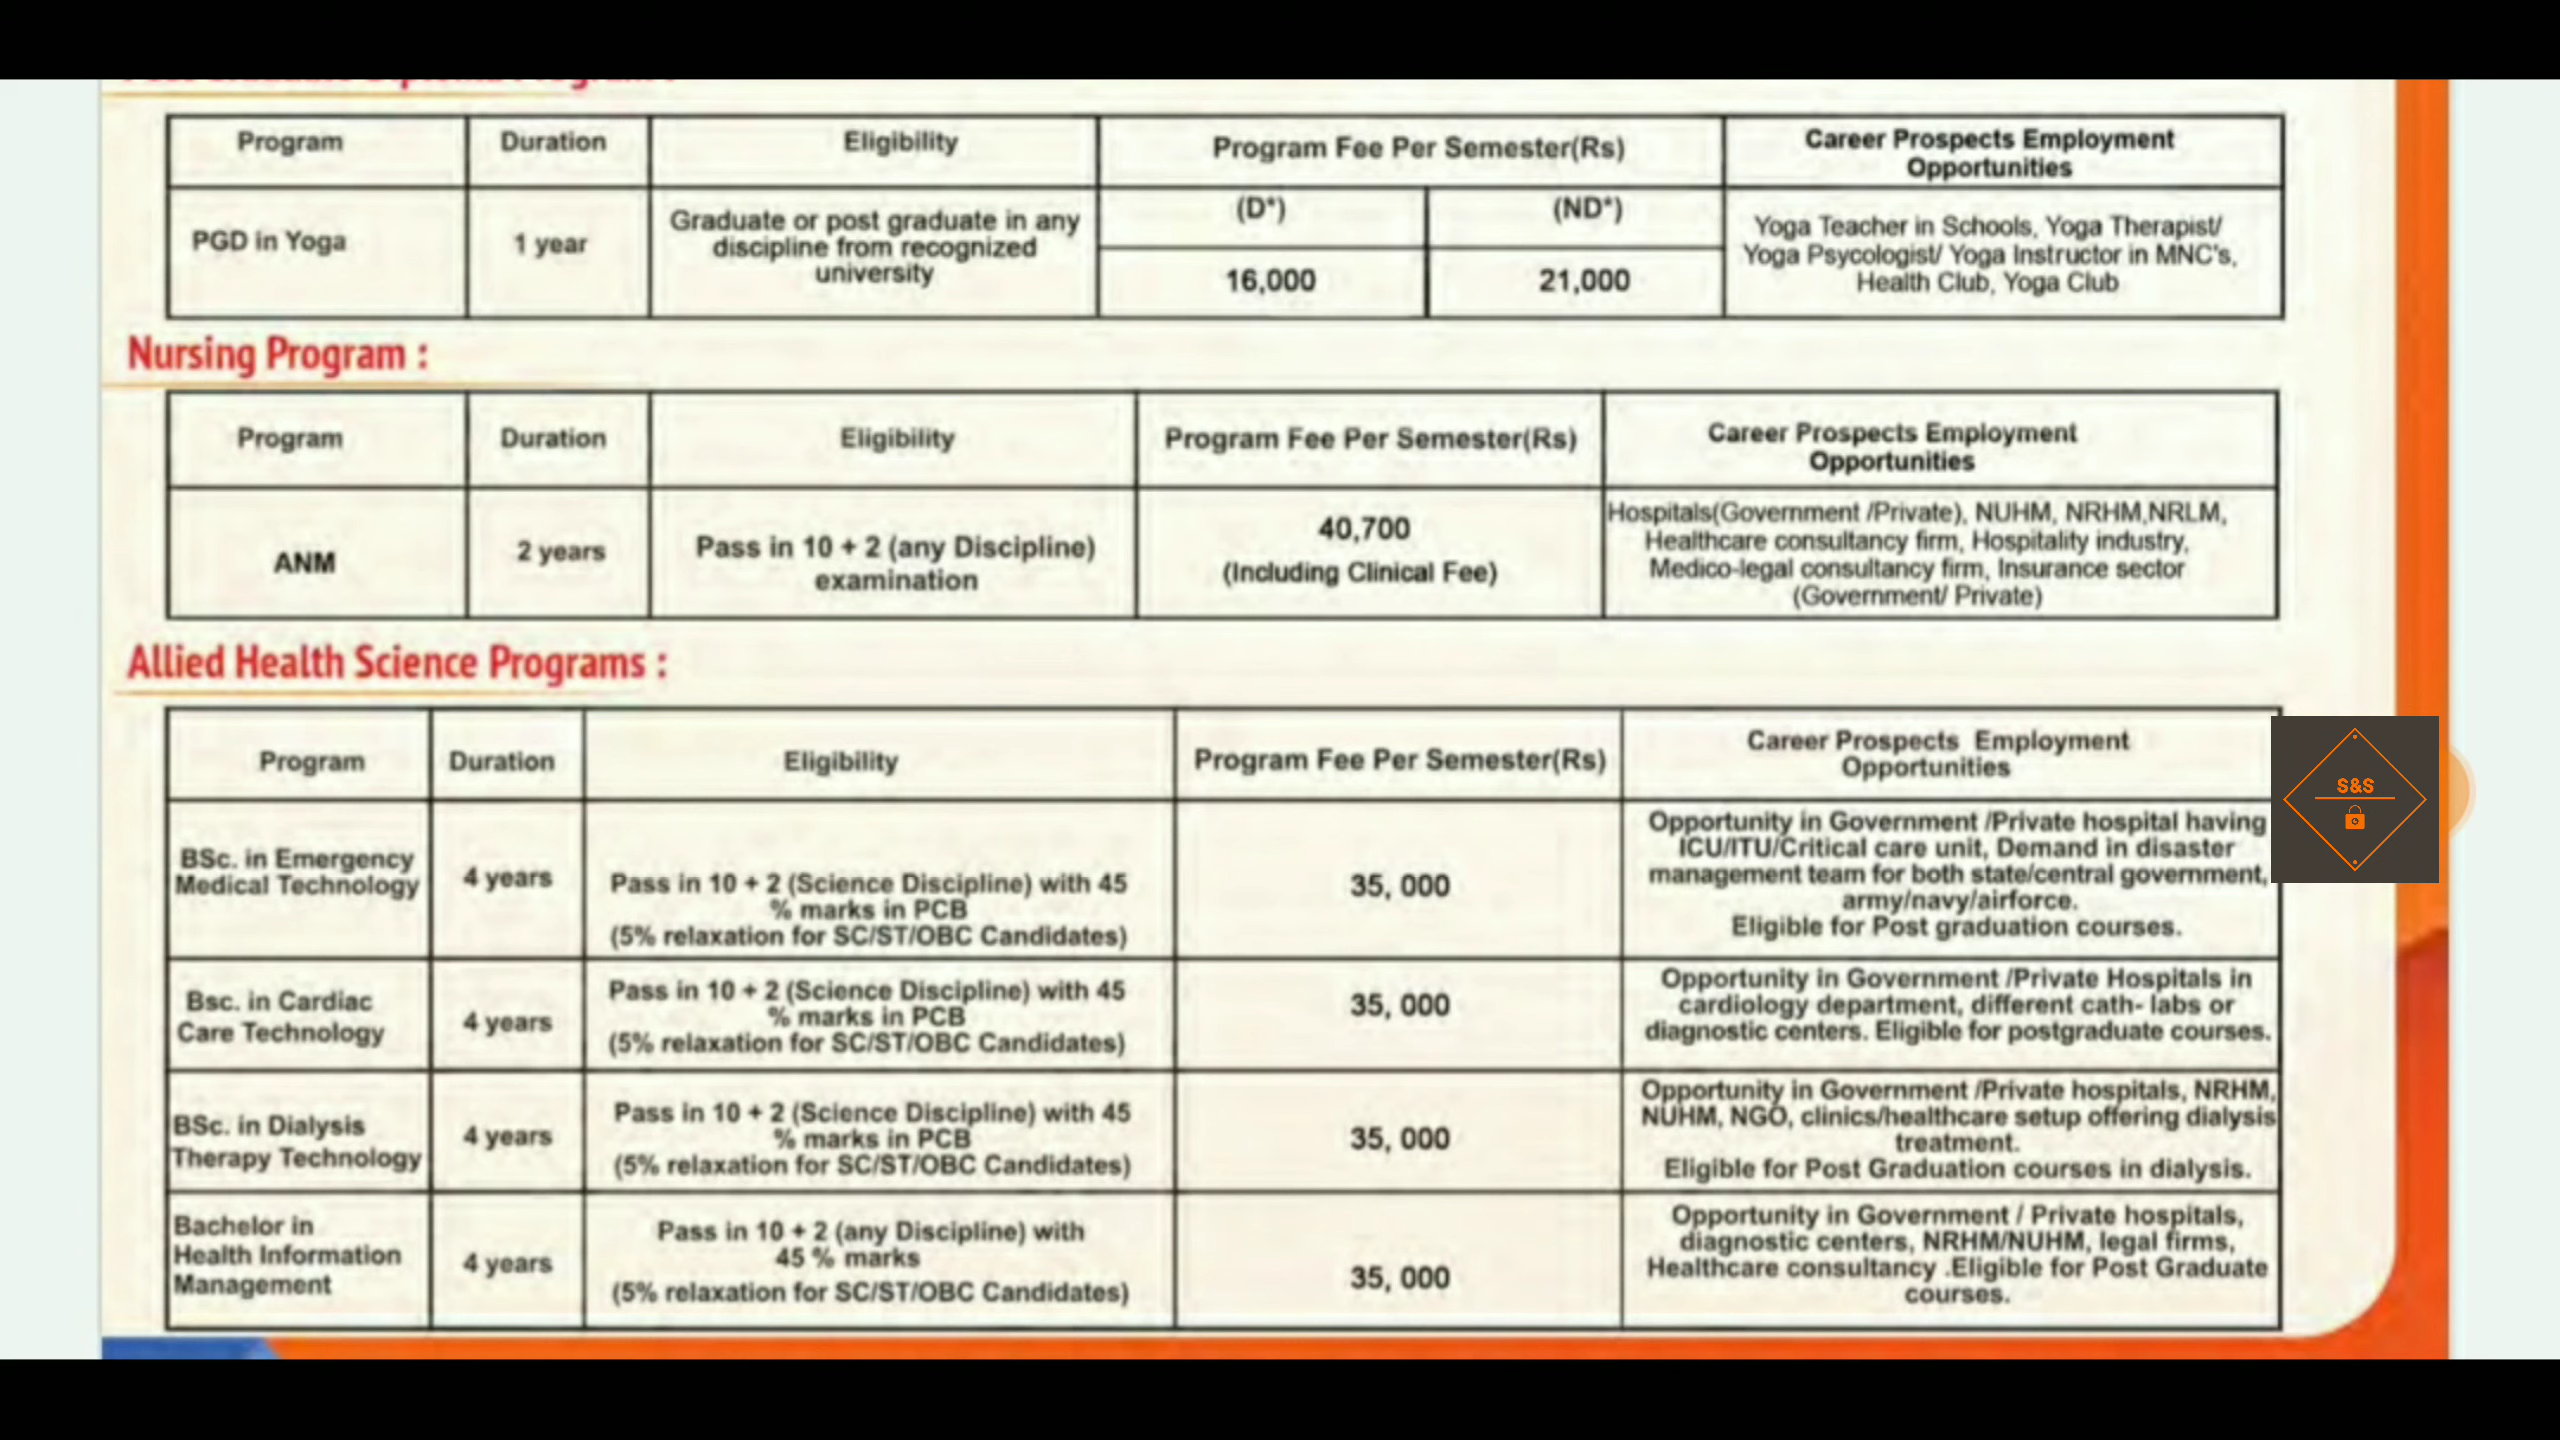 Program Duration Eligibility Program Fee Per Semester(Rs) Career Prospects Employment
Opportunities
PGD in Yoga 1 year Graduate or post graduate in any
discipline from recognized
university
(D*) (ND*)
16,000 21,000
Yoga Teacher in Schools, Yoga Therapist/
Yoga Psycologist/ Yoga Instructor in MNC's,
Health Club, Yoga Club
Nursing Program :
Program Duration Eligibility Program Fee Per Semester(Rs) Career Prospects Employment
Opportunities
ANM 2 years Pass in 10 + 2 (any Discipline)
examination
40,700
(Including Clinical Fee)
Hospitals(Government /Private), NUHM, NRHM,NRLM,
Healthcare consultancy firm, Hospitality industry,
Medico-legal consultancy firm, Insurance sector
(Government/ Private)
Allied Health Science Programs :
Program Duration Eligibility Program Fee Per Semester(Rs) Career Prospects Employment
Opportunities
BSc. in Emergency
Medical Technology
4 years
Pass in 10 + 2 (Science Discipline) with 45
% marks in PCB
(5% relaxation for SC/ST/OBC Candidates)
35, 000
Opportunity in Government /Private hospital having
ICU/ITU/Critical care unit, Demand in disaster
management team for both state/central government,
army/navy/airforce.
Eligible for Post graduation courses.
Bsc. in Cardiac
Care Technology
4 years
Pass in 10 + 2 (Science Discipline) with 45
% marks in PCB
(5% relaxation for SC/ST/OBC Candidates)
35, 000
Opportunity in Government /Private Hospitals in
cardiology department, different cath- labs or
diagnostic centers. Eligible for postgraduate courses.
BSc. in Dialysis
Therapy Technology
4 years
Pass in 10 + 2 (Science Discipline) with 45
% marks in PCB
(5% relaxation for SC/ST/OBC Candidates)
35, 000
Opportunity in Government /Private hospitals, NRHM,
NUHM, NGO, clinics/healthcare setup offering dialysis
treatment.
Eligible for Post Graduation courses in dialysis.
Bachelor in
Health Information
Management
4 years
Pass in 10 + 2 (any Discipline) with
45 % marks
(5% relaxation for SC/ST/OBC Candidates)
35, 000
Opportunity in Government / Private hospitals,
diagnostic centers, NRHM/NUHM, legal firms,
Healthcare consultancy .Eligible for Post Graduate
courses.
S&S